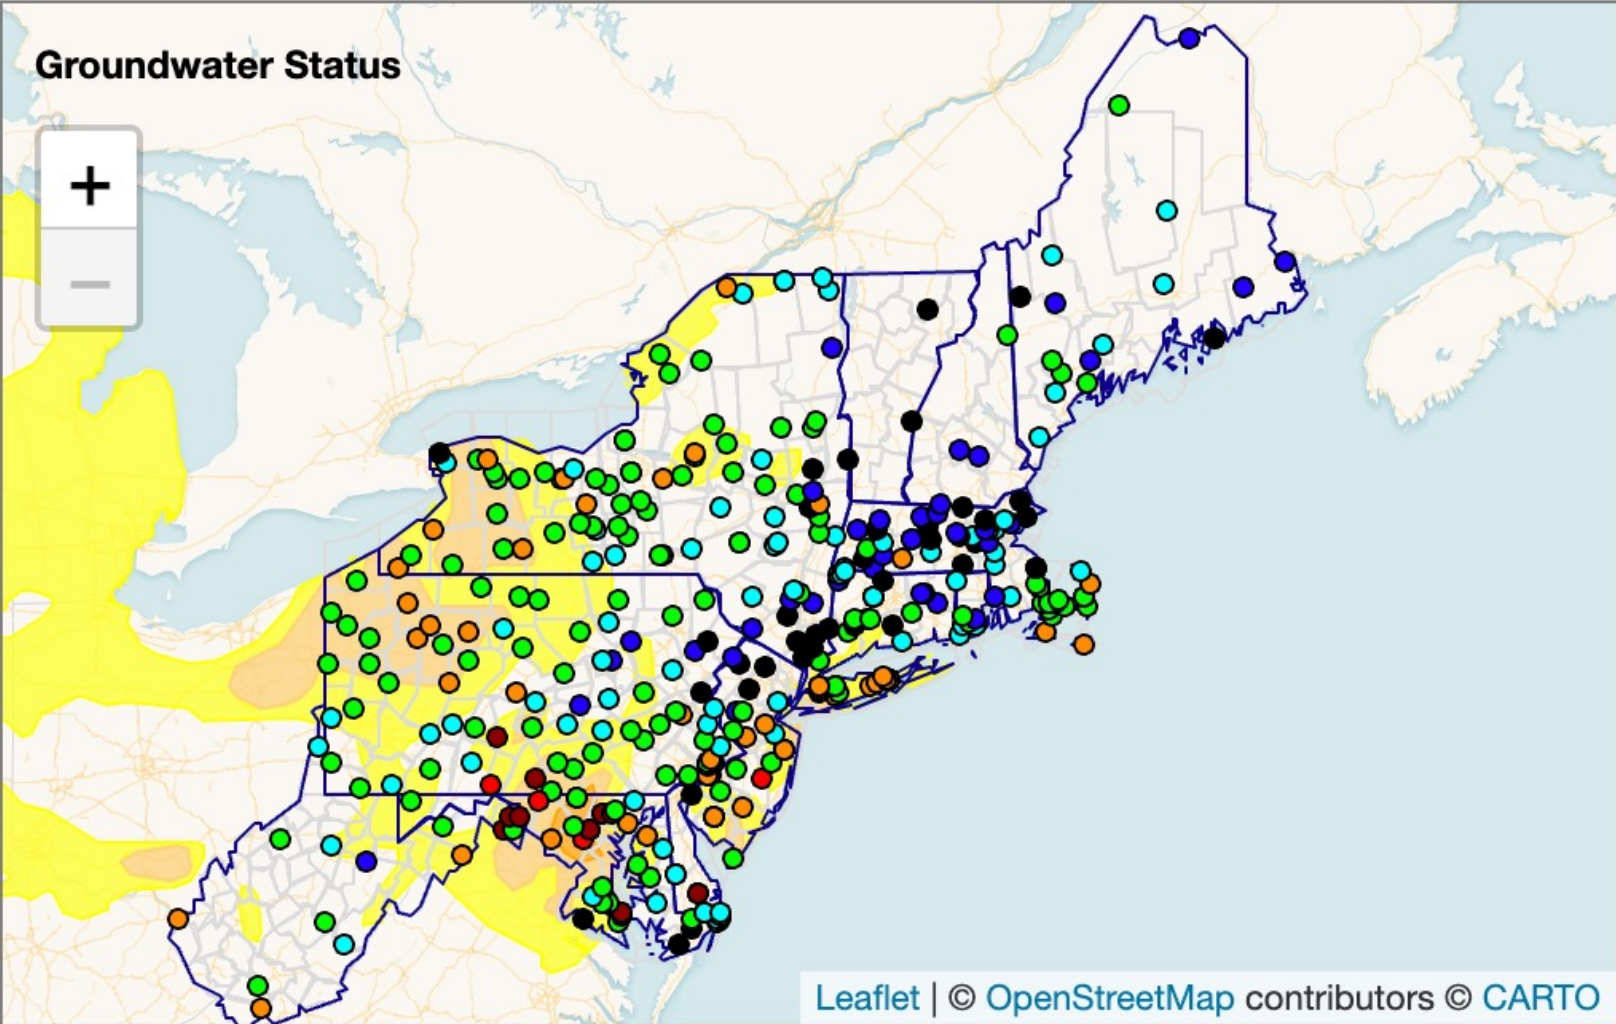 Groundwater Status
+
−
Leaflet | © OpenStreetMap contributors © CARTO